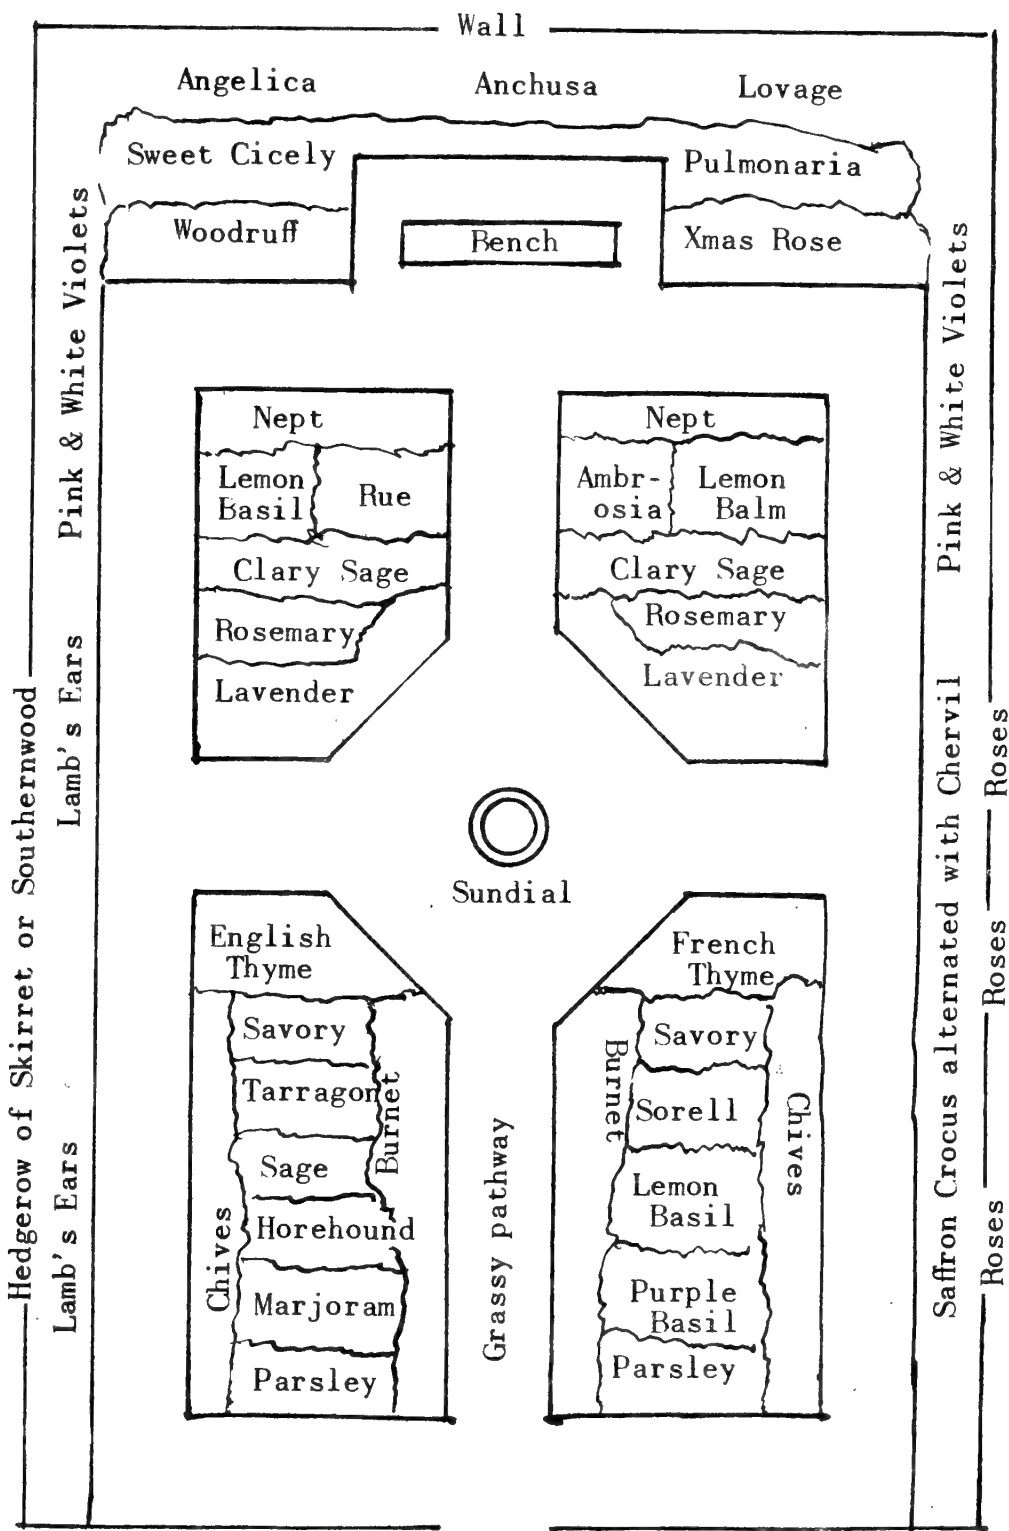 Wall
Angelica
Anchusa
Lovage
Sweet Cicely
Pulmonaria
Woodruff
Bench
Xmas Rose
Pink & White Violets
Pink & White Violets
Nept
Lemon
Basil
Rue
Clary Sage
Rosemary
Lavender
Nept
Ambr-
osia
Lemon
Balm
Clary Sage
Rosemary
Lavender
Lamb's Ears
Hedgerow of Skirret or Southernwood
Saffron Crocus alternated with Chervil
Roses
Sundial
English
Thyme
Savory
Tarragon
Burnet
Sage
Horehound
Chives
Marjoram
Parsley
Grassy pathway
French
Thyme
Savory
Burnet
Sorell
Chives
Lemon
Basil
Purple
Basil
Parsley
Lamb's Ears
Roses
Roses